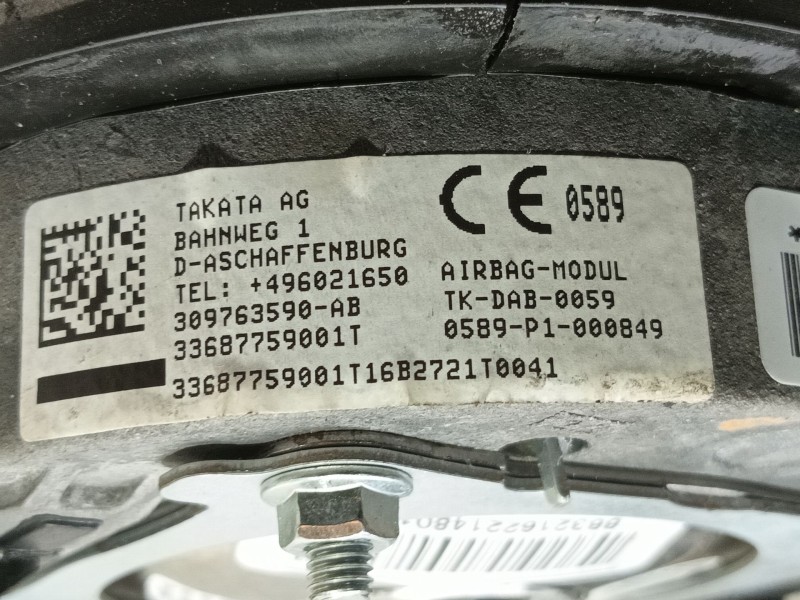 TAKATA AG
BAHNWEG 1
D-ASCHAFFENBURG
TEL: +496021650
309763590-AB
33687759001T
33687759001T16B2721T0041
CE 0589
AIRBAG-MODUL
TK-DAB-0059
0589-P1-000849